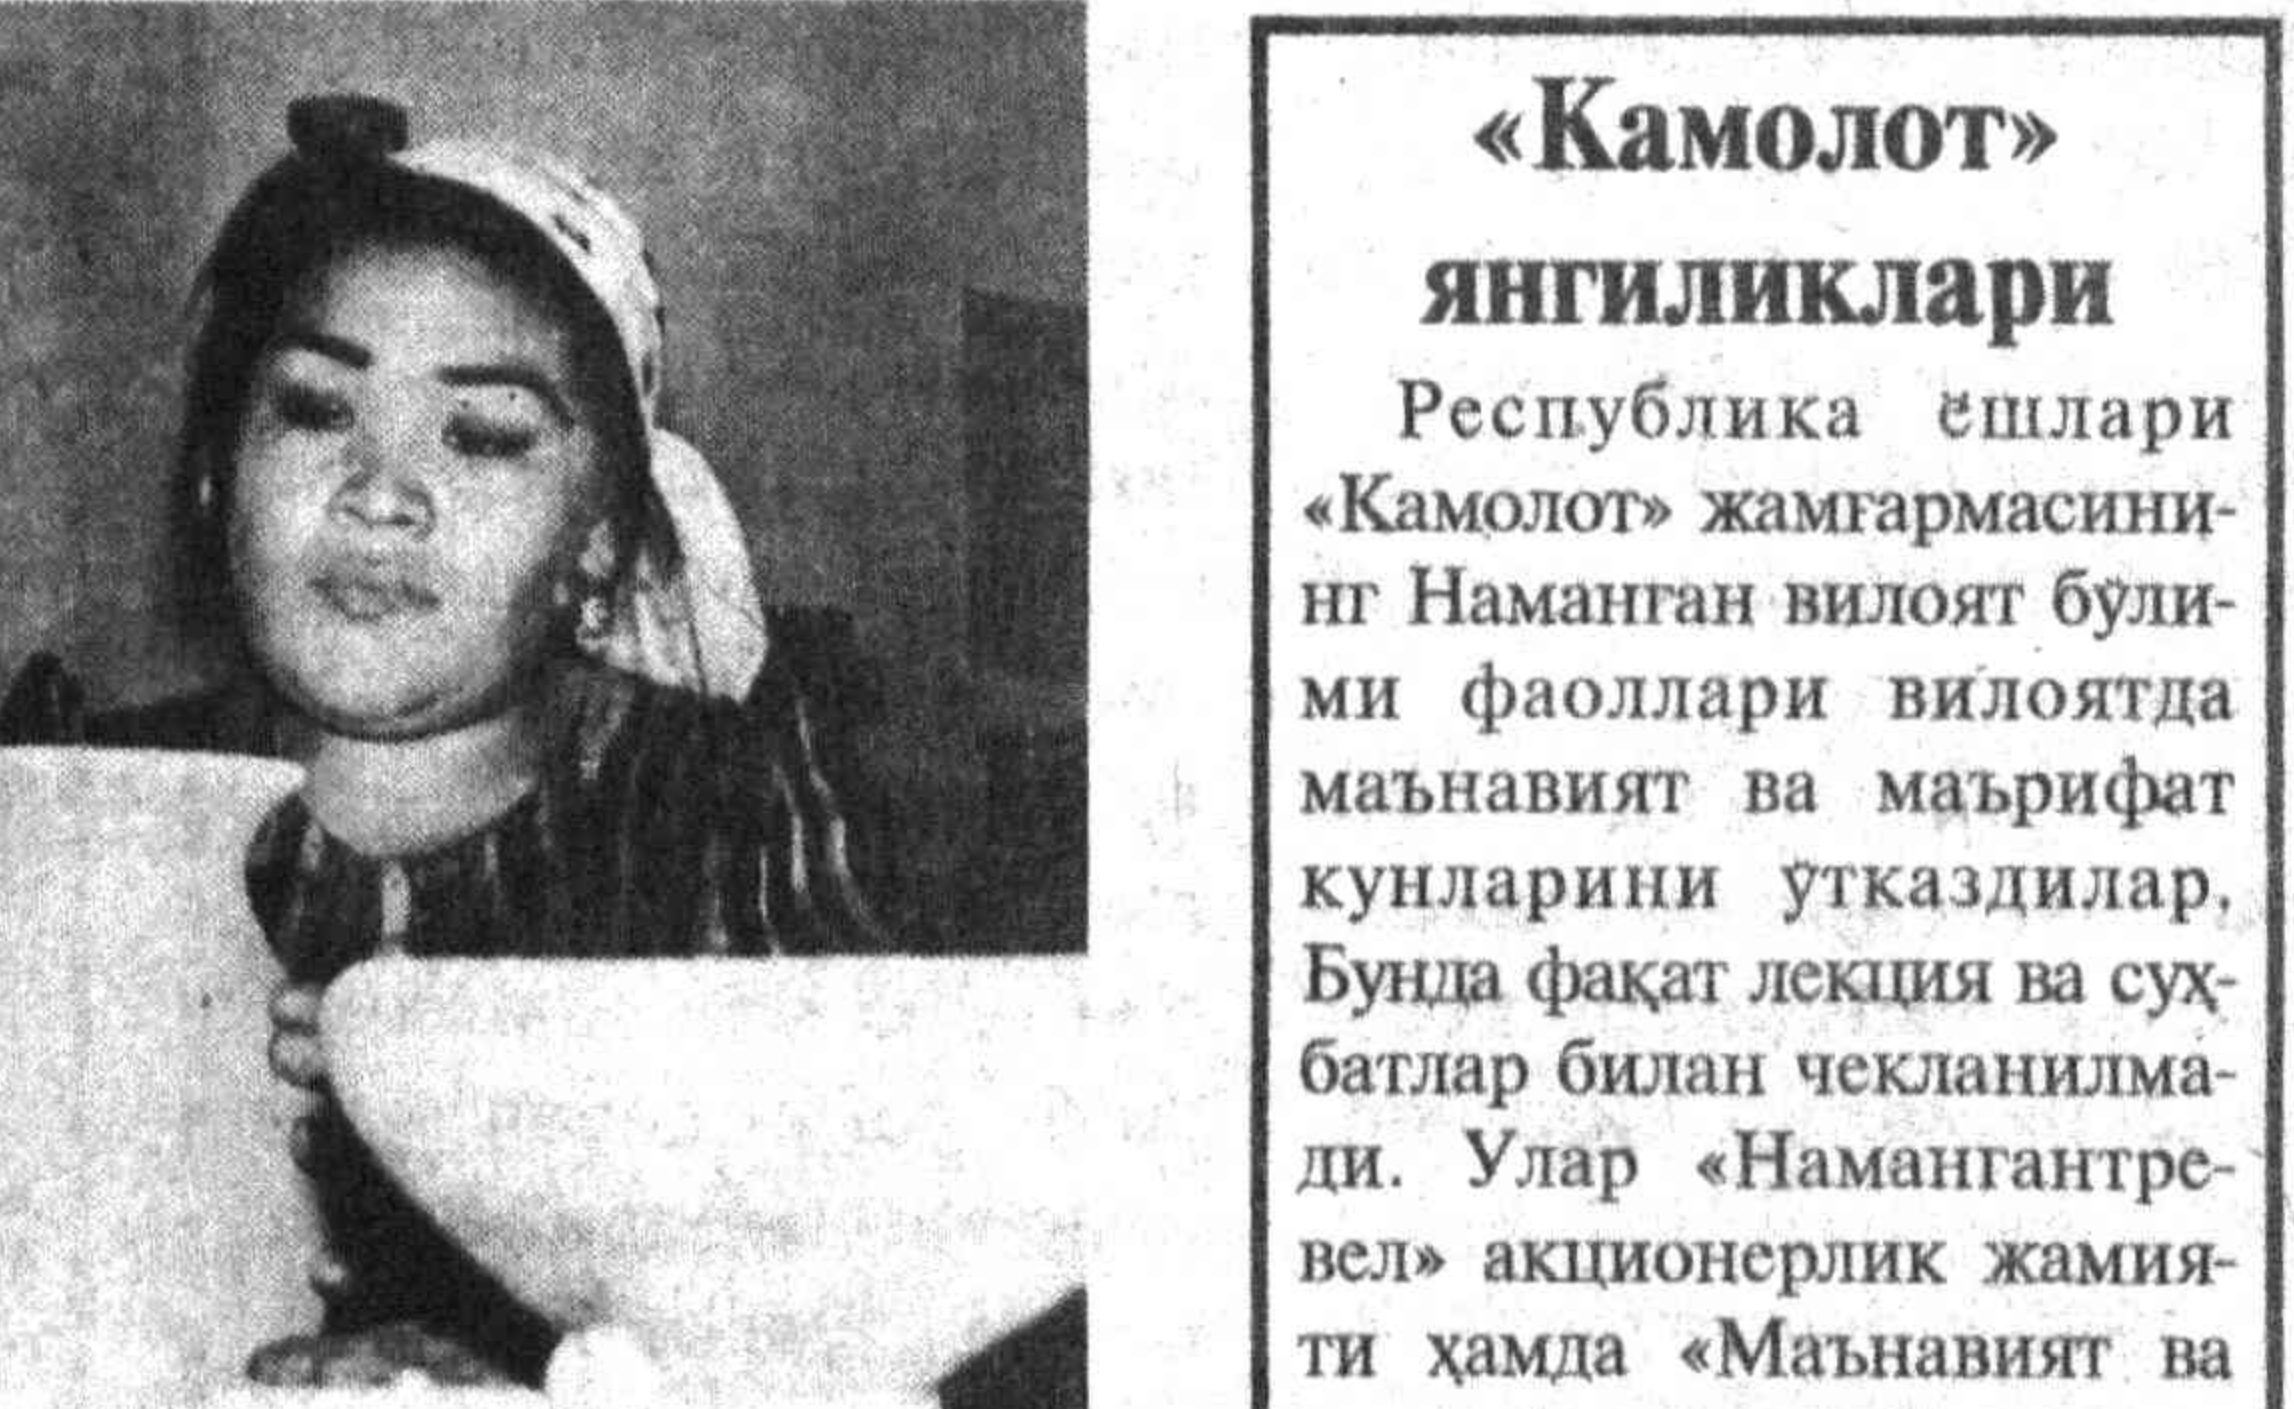 «Камолот»
янгиликлари
Республика ёшлари
«Камолот» жамғармасини-
нг Наманган вилоят бўли-
ми фаоллари вилоятда
маънавият ва маърифат
кунларини ўтказдилар.
Бунда фақат лекция ва суҳ-
батлар билан чекланилма-
ди. Улар «Намангантре-
вел» акционерлик жамия-
ти ҳамда «Маънавият ва